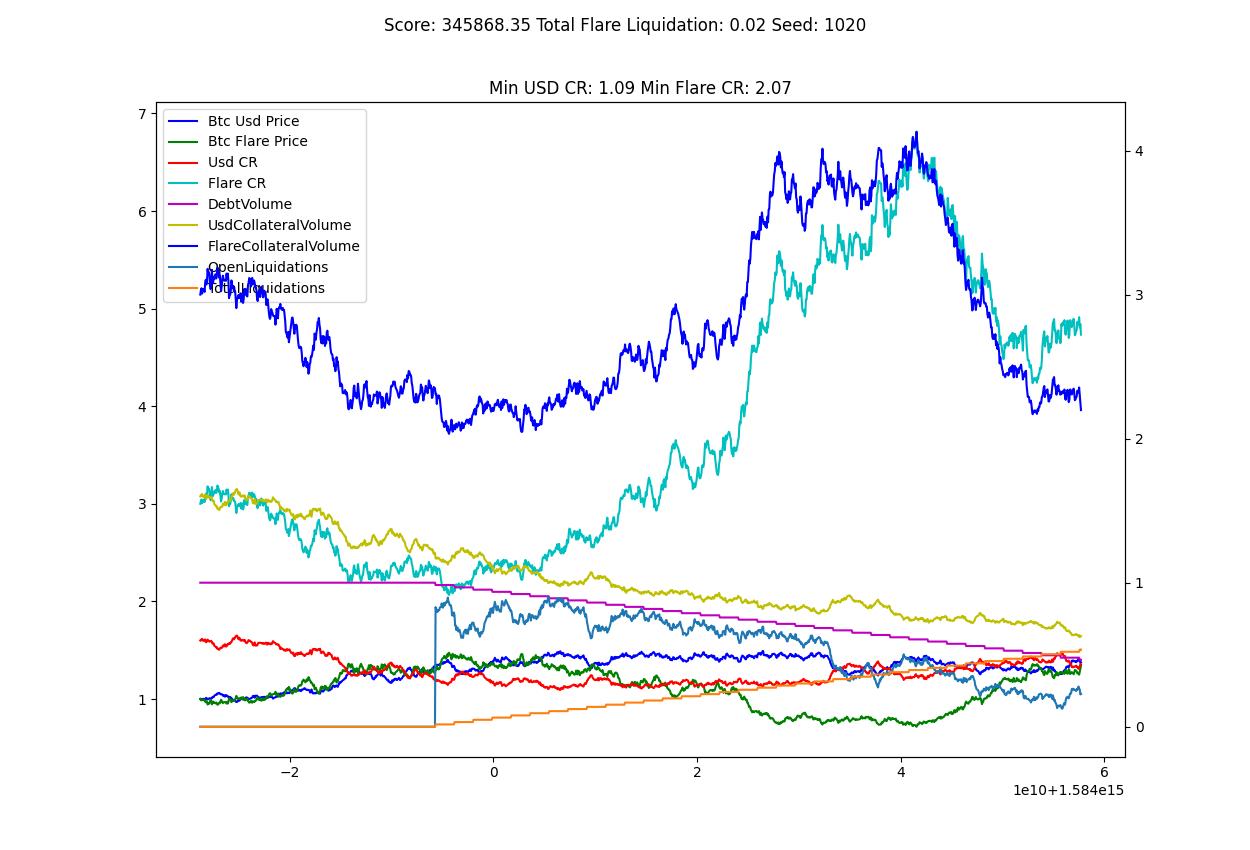 Score: 345868.35 Total Flare Liquidation: 0.02 Seed: 1020
Min USD CR: 1.09 Min Flare CR: 2.07
Btc Usd Price
Btc Flare Price
Usd CR
Flare CR
DebtVolume
UsdCollateralVolume
FlareCollateralVolume
OpenLiquidations
TotalLiquidations
7
6
5
4
3
2
1
4
3
2
1
0
−2
0
2
4
6
1e10+1.584e15